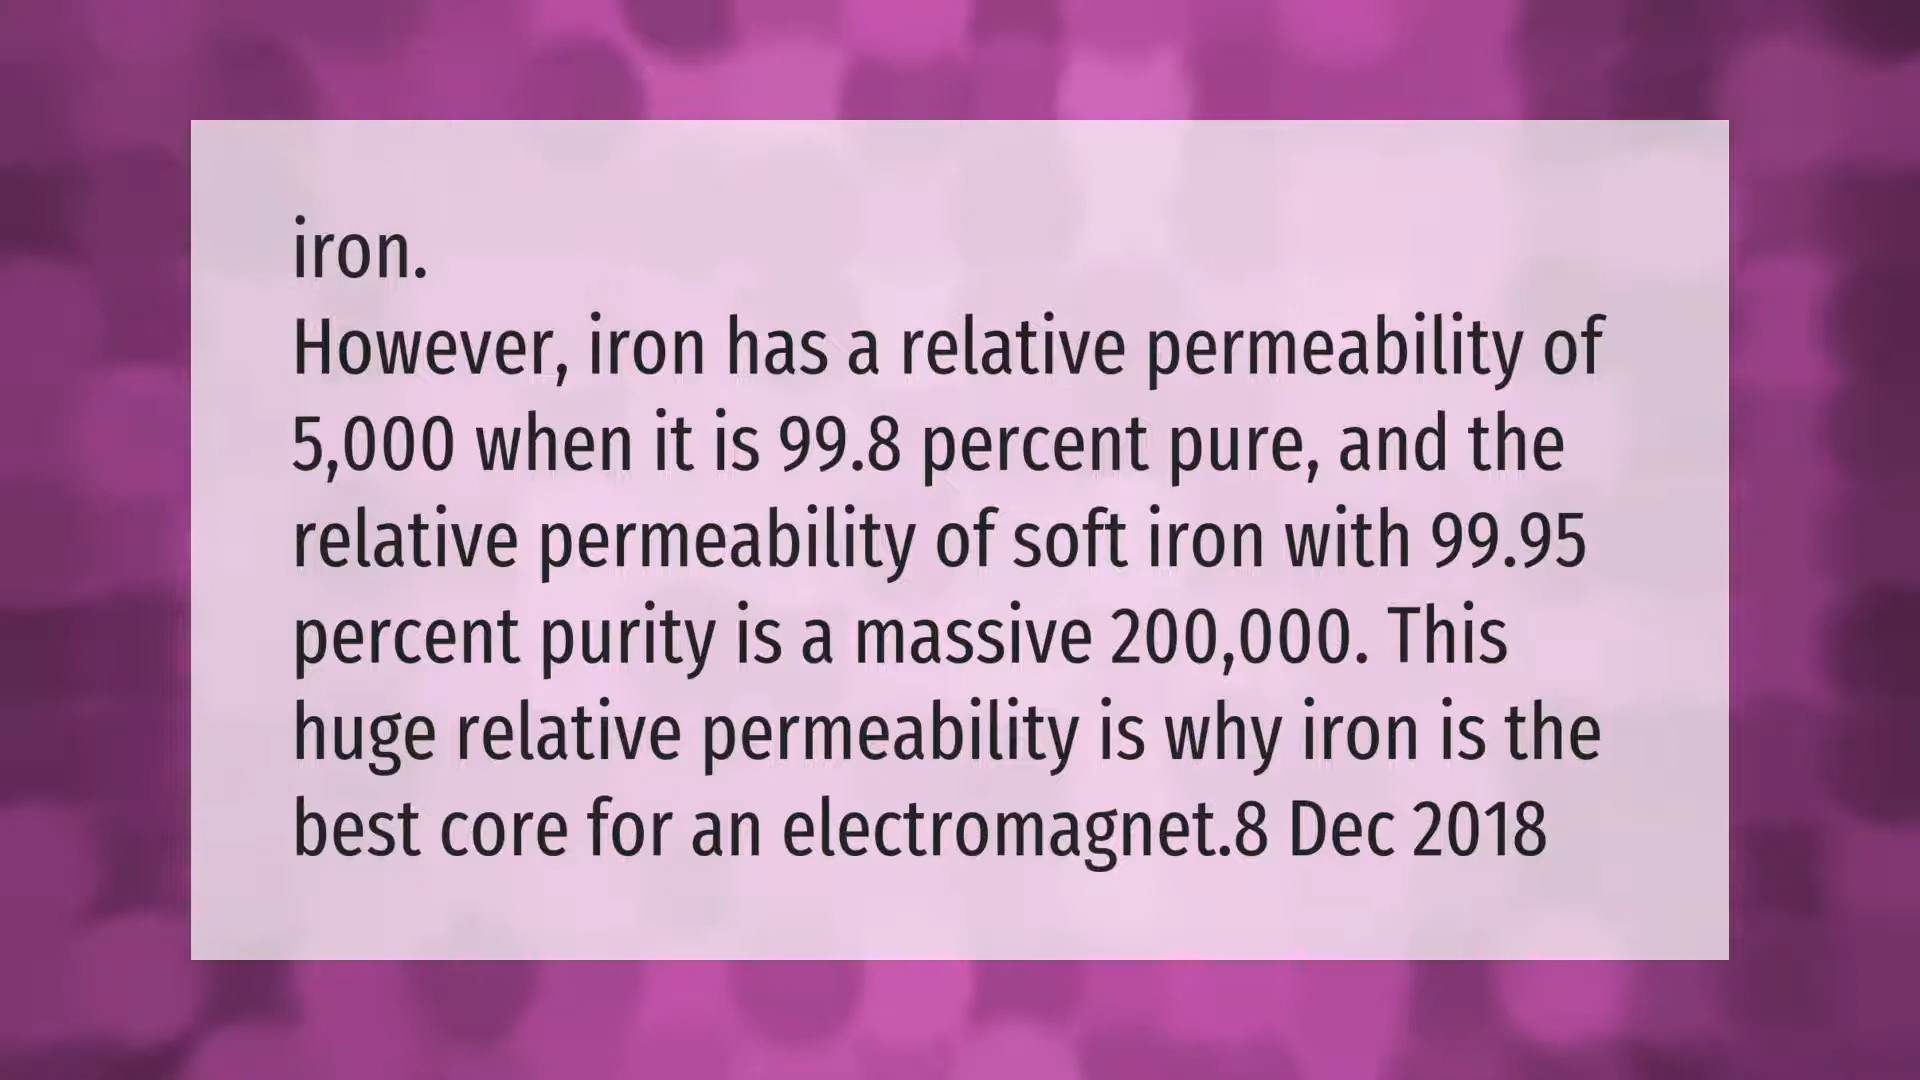 iron.
However, iron has a relative permeability of
5,000 when it is 99.8 percent pure, and the
relative permeability of soft iron with 99.95
percent purity is a massive 200,000. This
huge relative permeability is why iron is the
best core for an electromagnet.8 Dec 2018